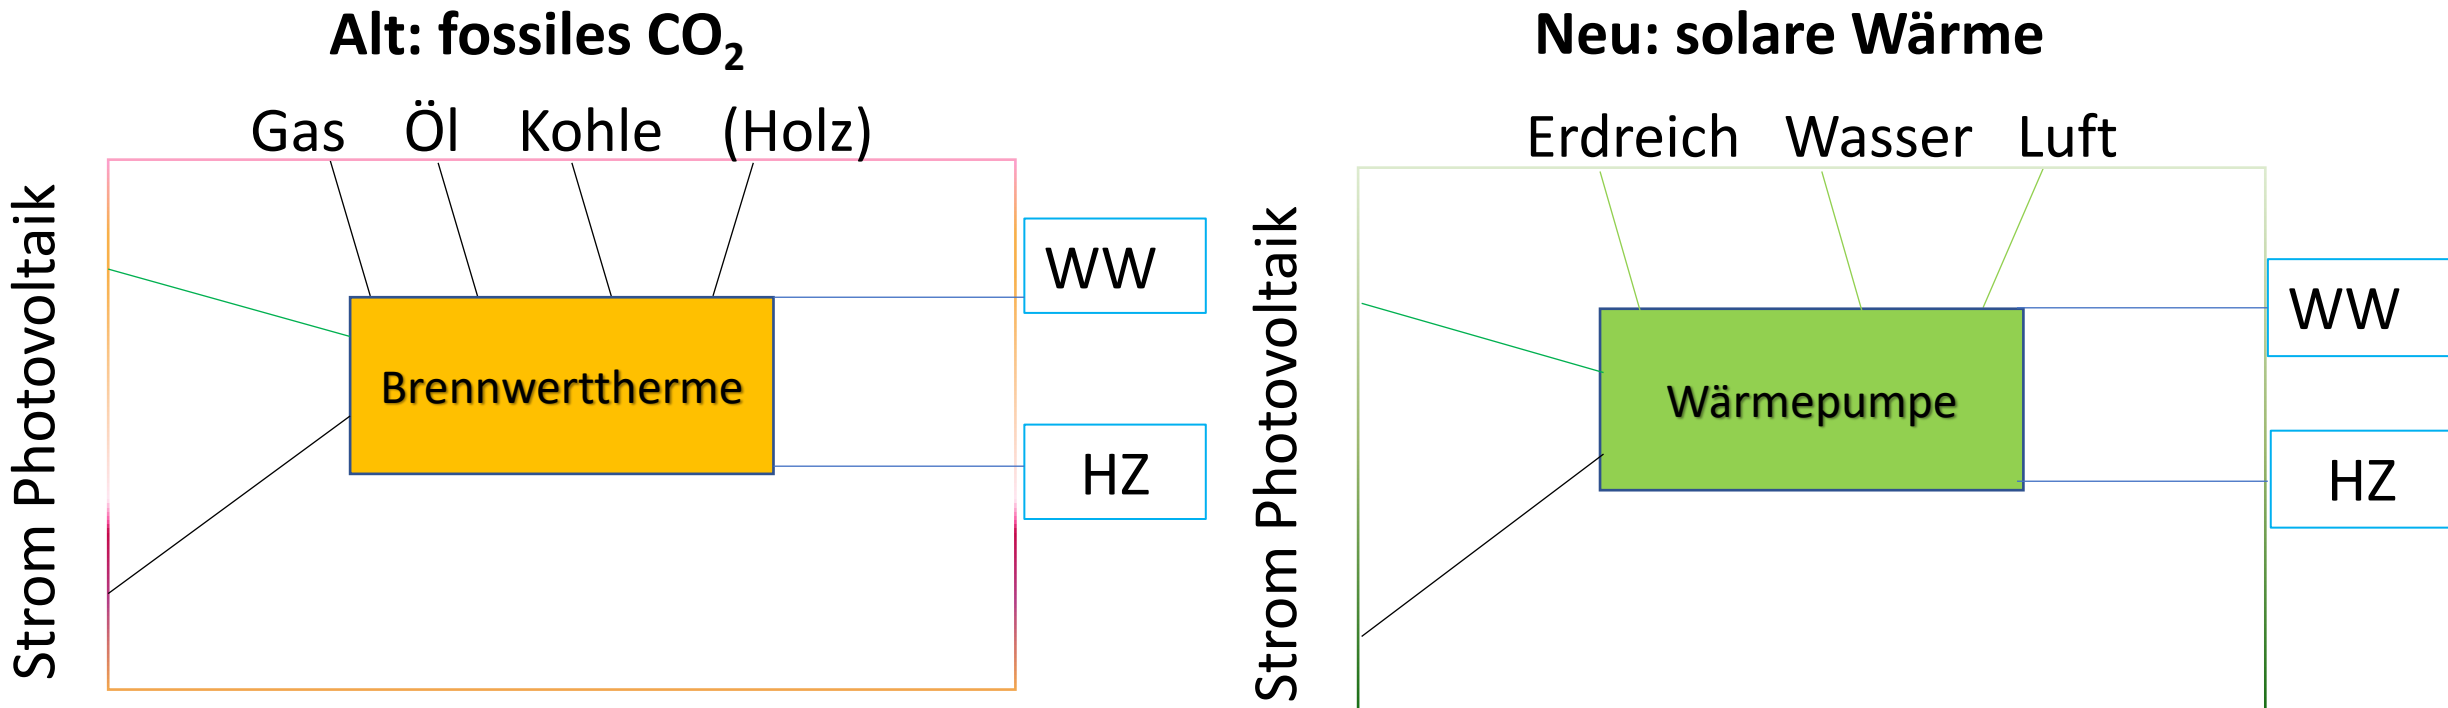 Alt: fossiles CO₂
Gas Öl Kohle (Holz)
Strom Photovoltaik
Brennwerttherme
WW
HZ
Neu: solare Wärme
Erdreich Wasser Luft
Strom Photovoltaik
Wärmepumpe
WW
HZ